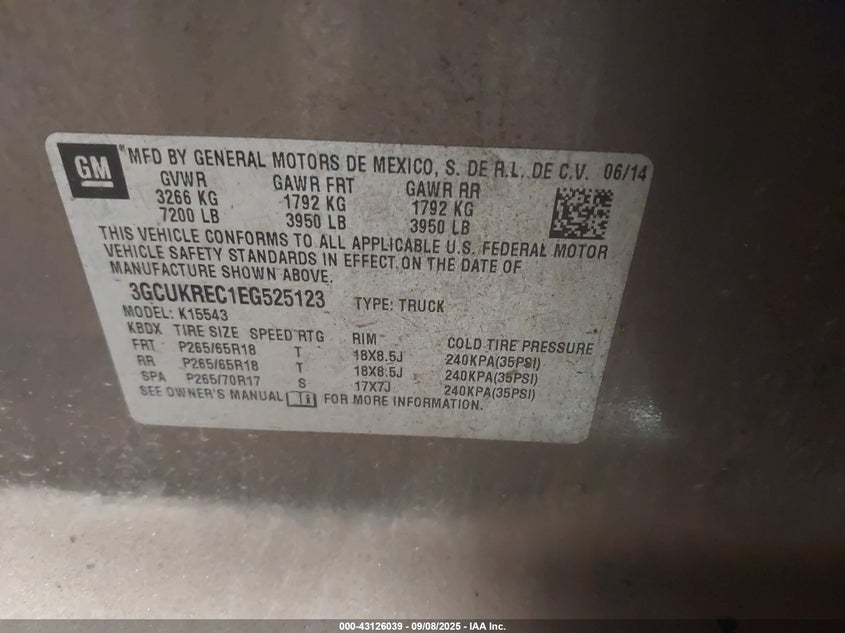 GM
MFD BY GENERAL MOTORS DE MEXICO, S. DE R.L. DE C.V. 06/14
GVWR GAWR FRT GAWR RR
3266 KG 1792 KG 1792 KG
7200 LB 3950 LB 3950 LB
THIS VEHICLE CONFORMS TO ALL APPLICABLE U.S. FEDERAL MOTOR
VEHICLE SAFETY STANDARDS IN EFFECT ON THE DATE OF
MANUFACTURE SHOWN ABOVE.
3GCUKREC1EG525123 TYPE: TRUCK
MODEL: K15543
KBDX TIRE SIZE SPEED RTG RIM COLD TIRE PRESSURE
FRT P265/65R18 T 18X8.5J 240KPA(35PSI)
RR P265/65R18 T 18X8.5J 240KPA(35PSI)
SPA P265/70R17 S 17X7J 240KPA(35PSI)
SEE OWNER'S MANUAL FOR MORE INFORMATION.
000-43126039 - 09/08/2025 - IAA Inc.